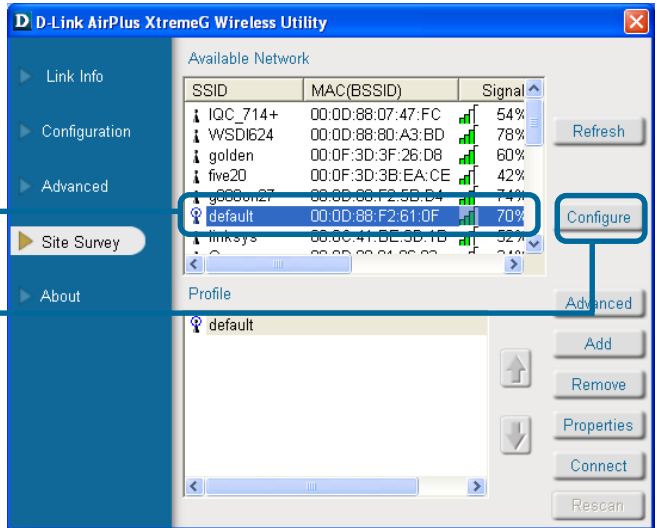 D D-Link AirPlus XtremeG Wireless Utility
Link Info
Configuration
Advanced
Site Survey
About
Available Network
SSID MAC(BSSID) Signal
IQC_714+ 00:0D:88:07:47:FC 54%
WSDI624 00:0D:88:80:A3:BD 78%
golden 00:0F:3D:3F:26:D8 60%
five20 00:0F:3D:3B:EA:CE 42%
default 00:0D:88:F2:61:0F 70%
linksys
Profile
default
Refresh
Configure
Advanced
Add
Remove
Properties
Connect
Rescan